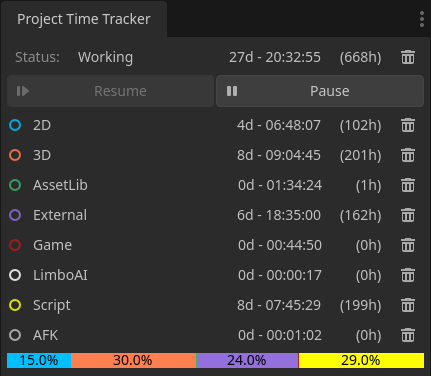 Project Time Tracker
Status: Working 27d - 20:32:55 (668h)
Resume Pause
2D 4d - 06:48:07 (102h)
3D 8d - 09:04:45 (201h)
AssetLib 0d - 01:34:24 (1h)
External 6d - 18:35:00 (162h)
Game 0d - 00:44:50 (0h)
LimboAI 0d - 00:00:17 (0h)
Script 8d - 07:45:29 (199h)
AFK 0d - 00:01:02 (0h)
15.0% 30.0% 24.0% 29.0%